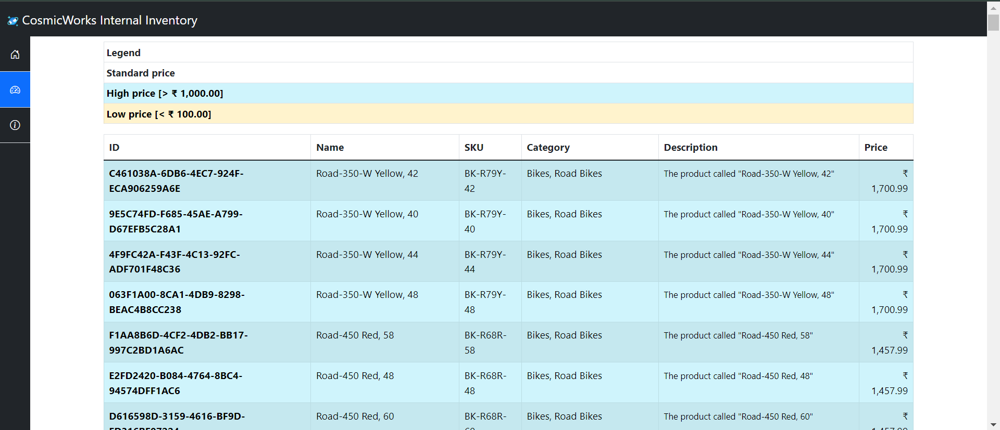 CosmicWorks Internal Inventory
Legend
Standard price
High price [> ₹ 1,000.00]
Low price [< ₹ 100.00]
ID Name SKU Category Description Price
C461038A-6DB6-4EC7-924F- Road-350-W Yellow, 42 BK-R79Y- Bikes, Road Bikes The product called "Road-350-W Yellow, 42" ₹
ECA906259A6E 42 1,700.99
9E5C74FD-F685-45AE-A799- Road-350-W Yellow, 40 BK-R79Y- Bikes, Road Bikes The product called "Road-350-W Yellow, 40" ₹
D67EFB5C28A1 40 1,700.99
4F9FC42A-F43F-4C13-92FC- Road-350-W Yellow, 44 BK-R79Y- Bikes, Road Bikes The product called "Road-350-W Yellow, 44" ₹
ADF701F48C36 44 1,700.99
063F1A00-8CA1-4DB9-8298- Road-350-W Yellow, 48 BK-R79Y- Bikes, Road Bikes The product called "Road-350-W Yellow, 48" ₹
BEAC4B8CC238 48 1,700.99
F1AA8B6D-4CF2-4DB2-BB17- Road-450 Red, 58 BK-R68R- Bikes, Road Bikes The product called "Road-450 Red, 58" ₹
997C2BD1A6AC 58 1,457.99
E2FD2420-B084-4764-8BC4- Road-450 Red, 48 BK-R68R- Bikes, Road Bikes The product called "Road-450 Red, 48" ₹
94574DFF1AC6 48 1,457.99
D616598D-3159-4616-BF9D- Road-450 Red, 60 BK-R68R- Bikes, Road Bikes The product called "Road-450 Red, 60" ₹